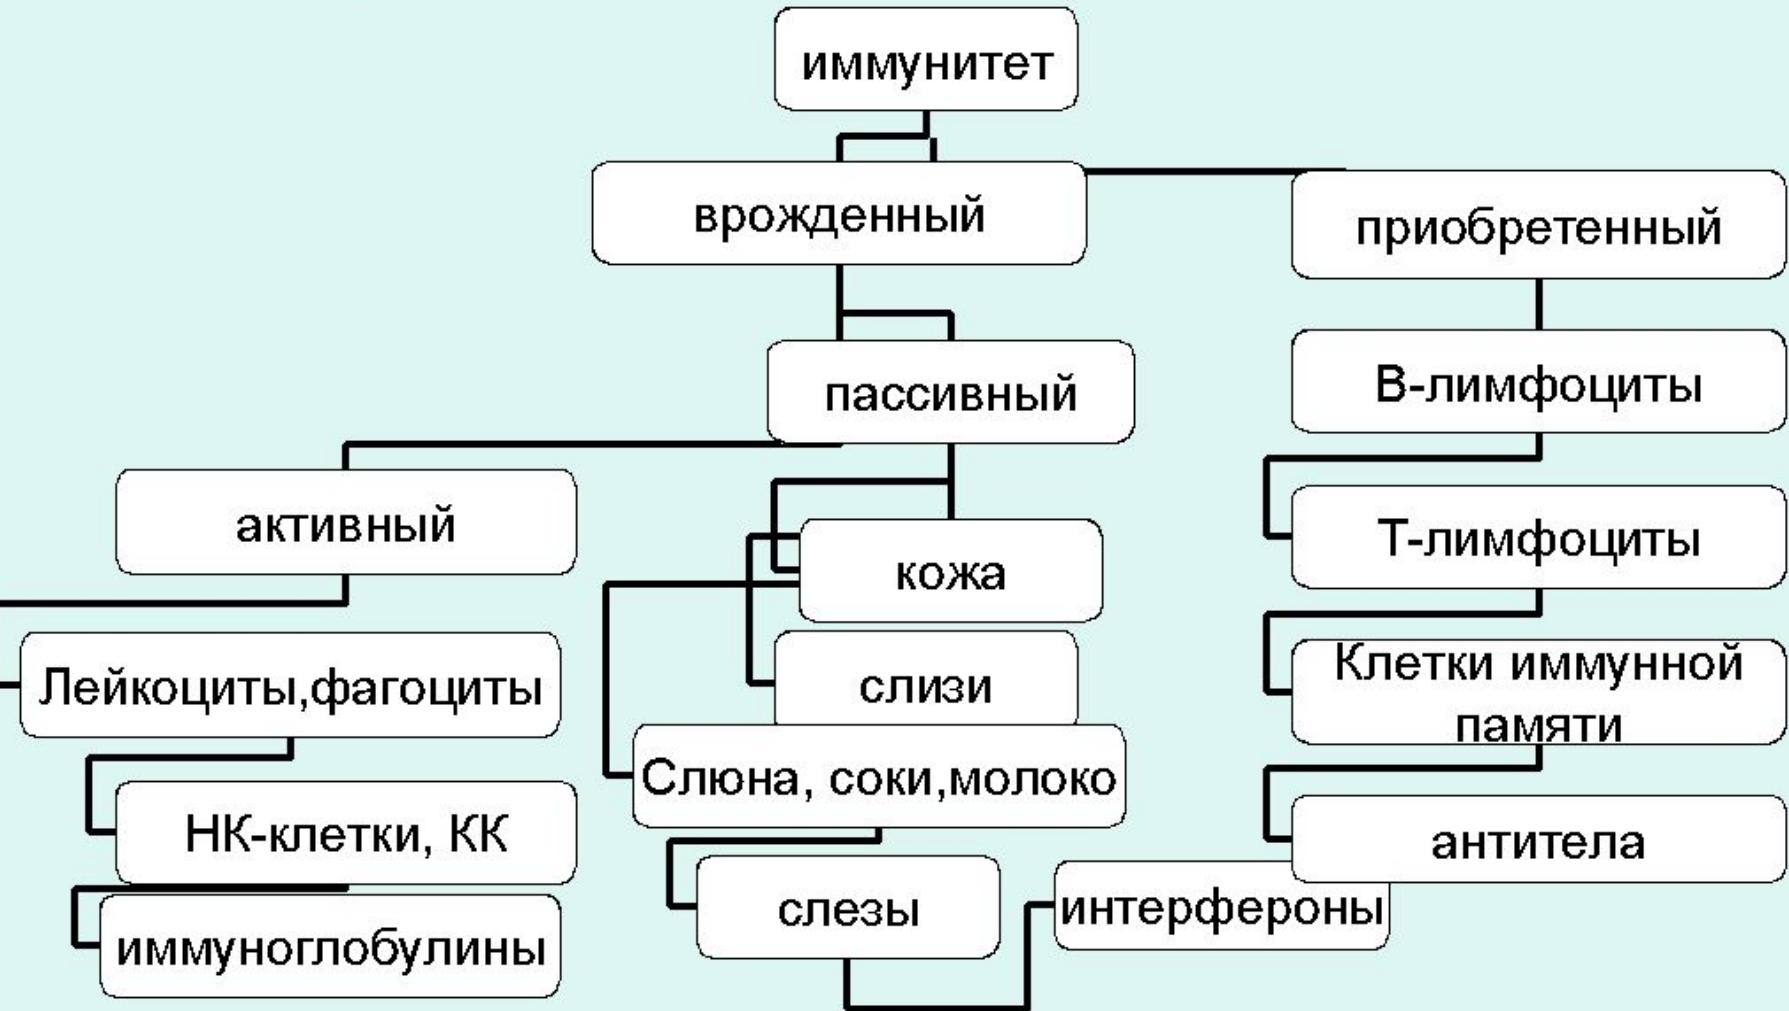 иммунитет
врожденный
приобретенный
пассивный
В-лимфоциты
активный
Т-лимфоциты
кожа
Лейкоциты,фагоциты
слизи
Клетки иммунной
памяти
Слюна, соки,молоко
НК-клетки, КК
антитела
слезы
интерфероны
иммуноглобулины